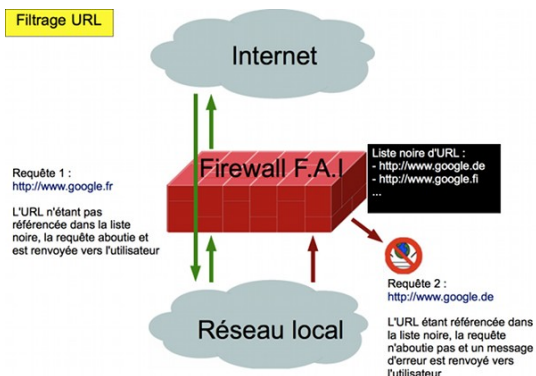 Filtrage URL
Internet
Firewall F.A.I
Liste noire d'URL :
- http://www.google.de
- http://www.google.fi
...
Requête 1 :
http://www.google.fr
L'URL n'étant pas
référencée dans la liste
noire, la requête aboutie et
est renvoyée vers l'utilisateur
Réseau local
Requête 2 :
http://www.google.de
L'URL étant référencée dans
la liste noire, la requête
n'aboutie pas et un message
d'erreur est renvoyé vers
l'utilisateur